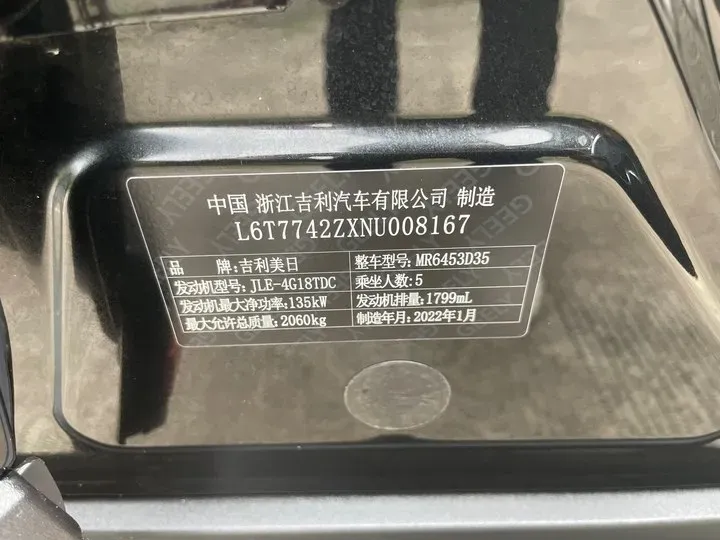 中国 浙江吉利汽车有限公司 制造
L6T7742ZXNU008167
品 牌:吉利美日 整车型号:MR6453D35
发动机型号:JLE-4G18TDC 乘坐人数:5
发动机最大净功率:135kW 发动机排量:1799mL
最大允许总质量:2060kg 制造年月:2022年1月